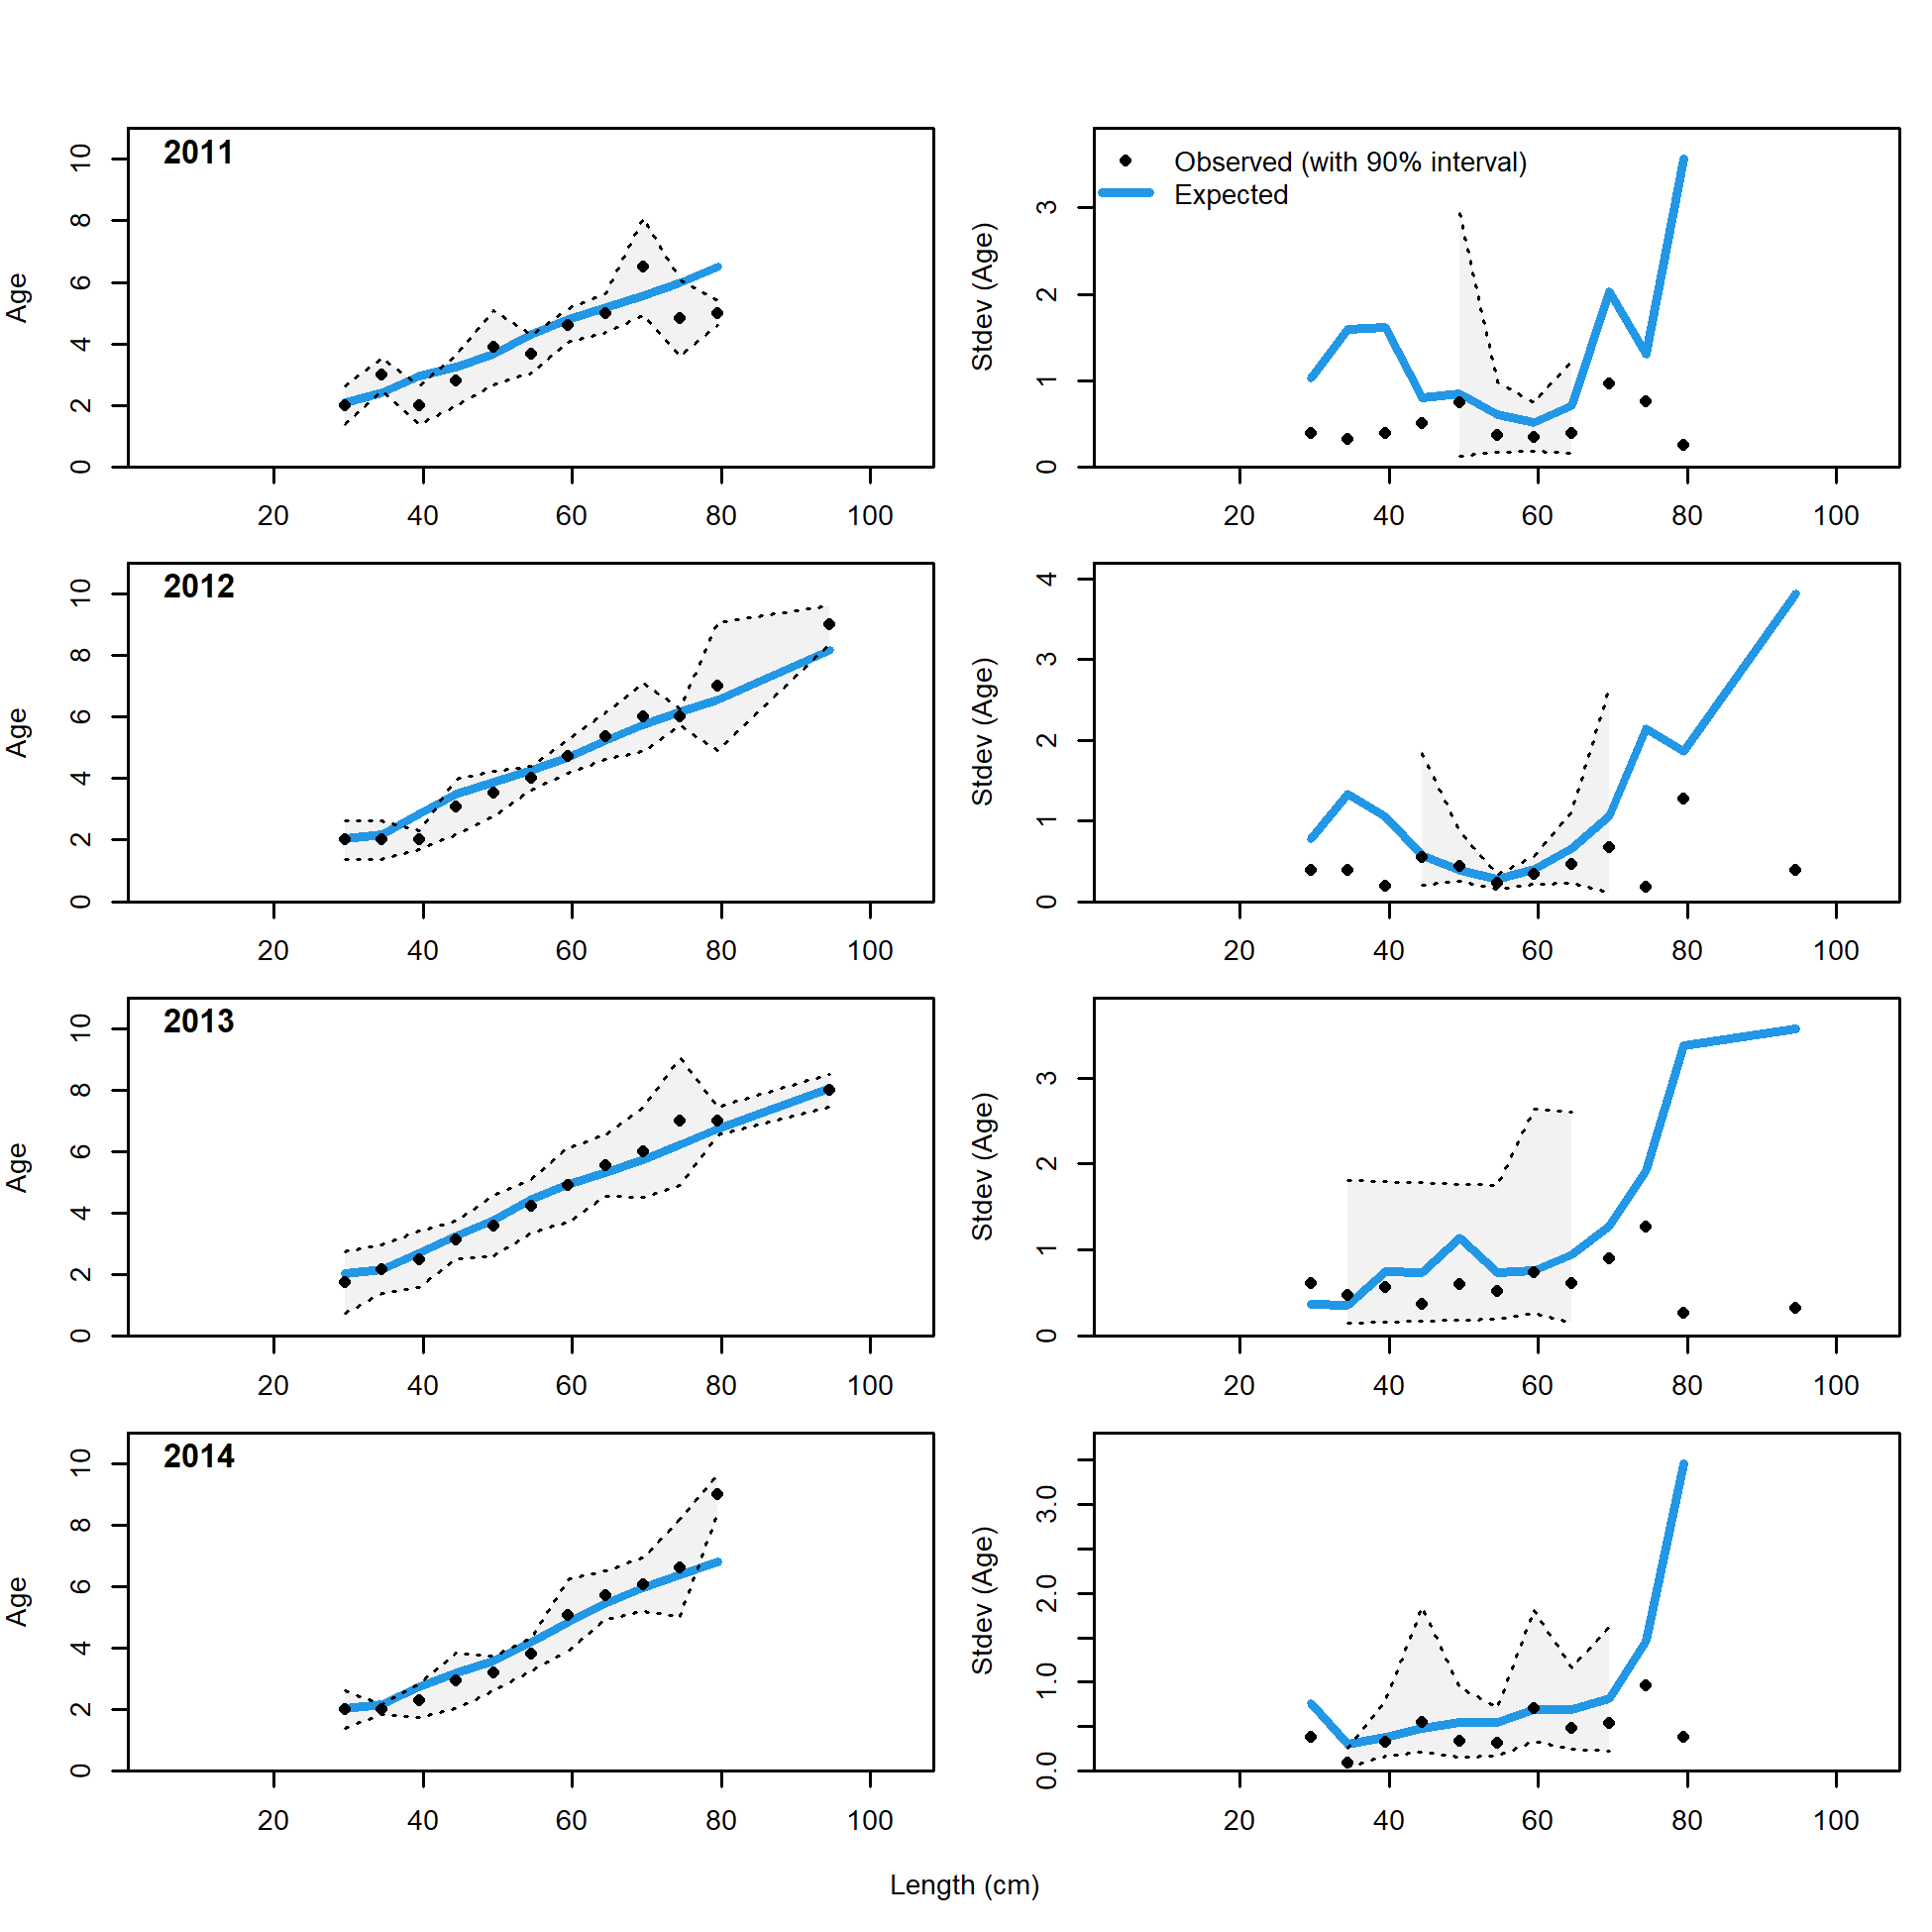 2011
Age
0 2 4 6 8 10
20 40 60 80 100
Observed (with 90% interval)
Expected
Stdev (Age)
0 1 2 3
20 40 60 80 100
2012
Age
0 2 4 6 8 10
20 40 60 80 100
Stdev (Age)
0 1 2 3 4
20 40 60 80 100
2013
Age
0 2 4 6 8 10
20 40 60 80 100
Stdev (Age)
0 1 2 3
20 40 60 80 100
2014
Age
0 2 4 6 8 10
20 40 60 80 100
Stdev (Age)
0.0 1.0 2.0 3.0
20 40 60 80 100
Length (cm)